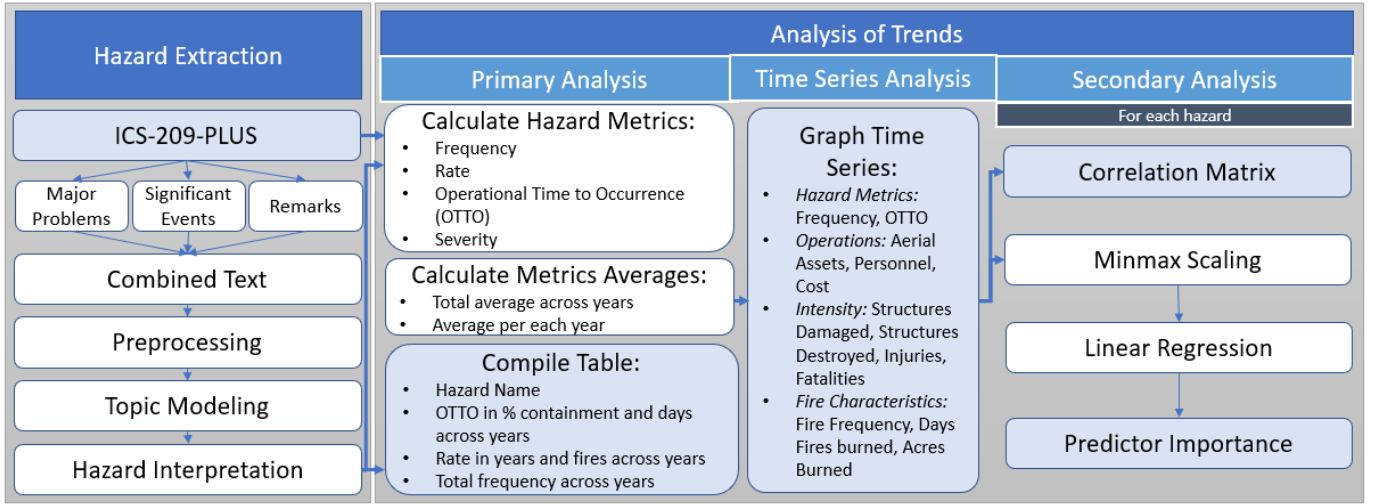 Hazard Extraction
ICS-209-PLUS
Major
Problems
Significant
Events
Remarks
Combined Text
Preprocessing
Topic Modeling
Hazard Interpretation
Analysis of Trends
Primary Analysis
Calculate Hazard Metrics:
• Frequency
• Rate
• Operational Time to Occurrence
(OTTO)
• Severity
Calculate Metrics Averages:
• Total average across years
• Average per each year
Compile Table:
• Hazard Name
• OTTO in % containment and days
across years
• Rate in years and fires across years
• Total frequency across years
Time Series Analysis
Graph Time
Series:
• Hazard Metrics:
Frequency, OTTO
• Operations: Aerial
Assets, Personnel,
Cost
• Intensity: Structures
Damaged, Structures
Destroyed, Injuries,
Fatalities
• Fire Characteristics:
Fire Frequency, Days
Fires burned, Acres
Burned
Secondary Analysis
For each hazard
Correlation Matrix
Minmax Scaling
Linear Regression
Predictor Importance